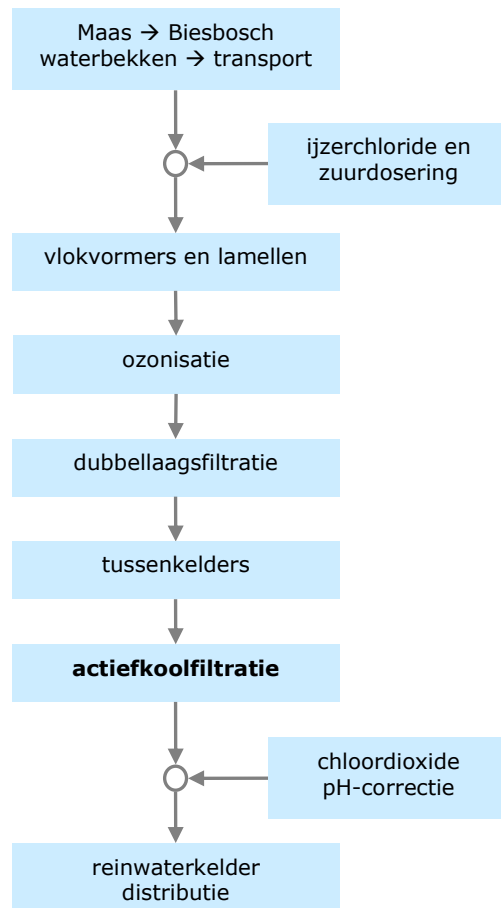 Maas → Biesbosch
waterbekken → transport
ijzerchloride en
zuurdosering
vlokvormers en lamellen
ozonisatie
dubbellaagsfiltratie
tussenkelders
actiefkoolfiltratie
chloordioxide
pH-correctie
reinwaterkelder
distributie